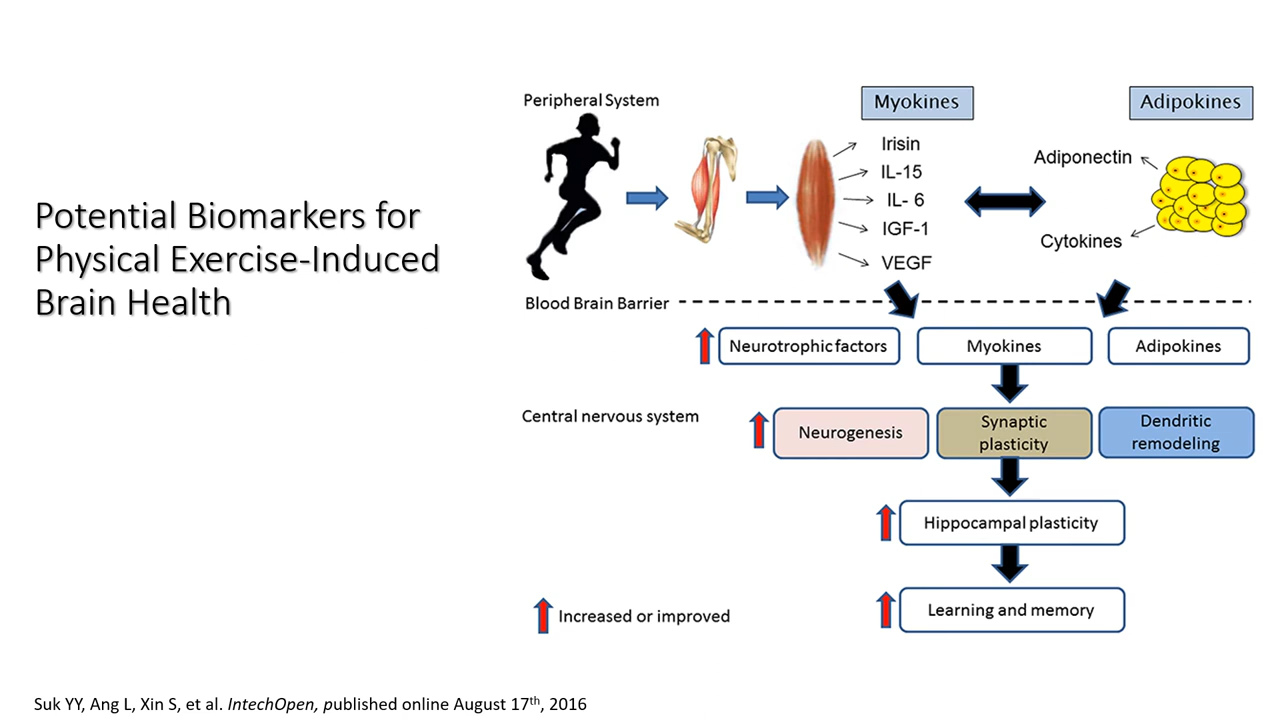 Potential Biomarkers for
Physical Exercise-Induced
Brain Health
Peripheral System
Myokines
Adipokines
Irisin
IL-15
IL- 6
IGF-1
VEGF
Adiponectin
Cytokines
Blood Brain Barrier
Neurotrophic factors
Myokines
Adipokines
Central nervous system
Neurogenesis
Synaptic
plasticity
Dendritic
remodeling
Hippocampal plasticity
Increased or improved
Learning and memory
Suk YY, Ang L, Xin S, et al. IntechOpen, published online August 17th, 2016